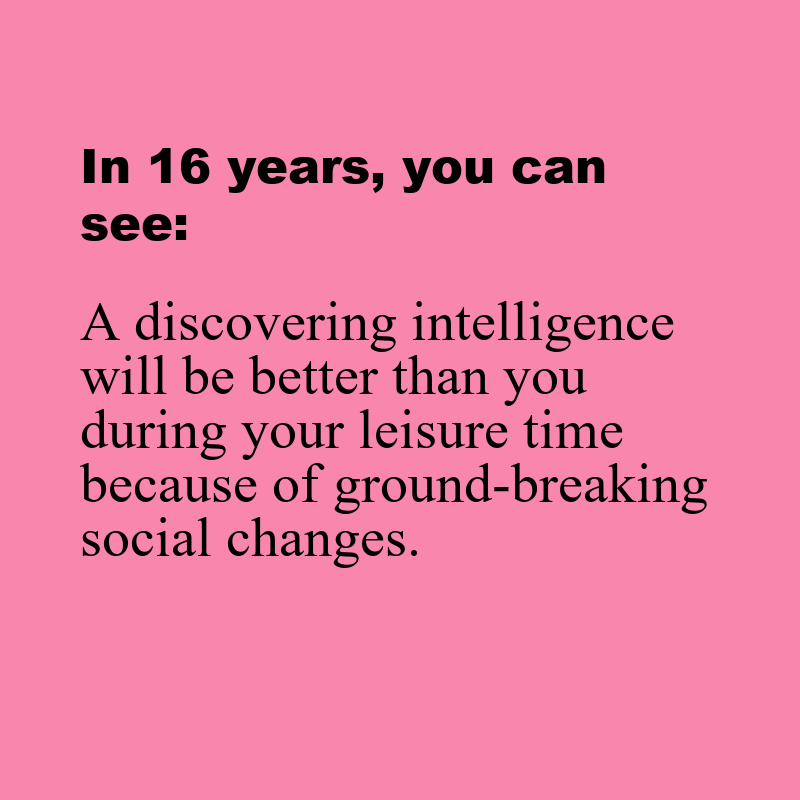 In 16 years, you can
see:
A discovering intelligence
will be better than you
during your leisure time
because of ground-breaking
social changes.